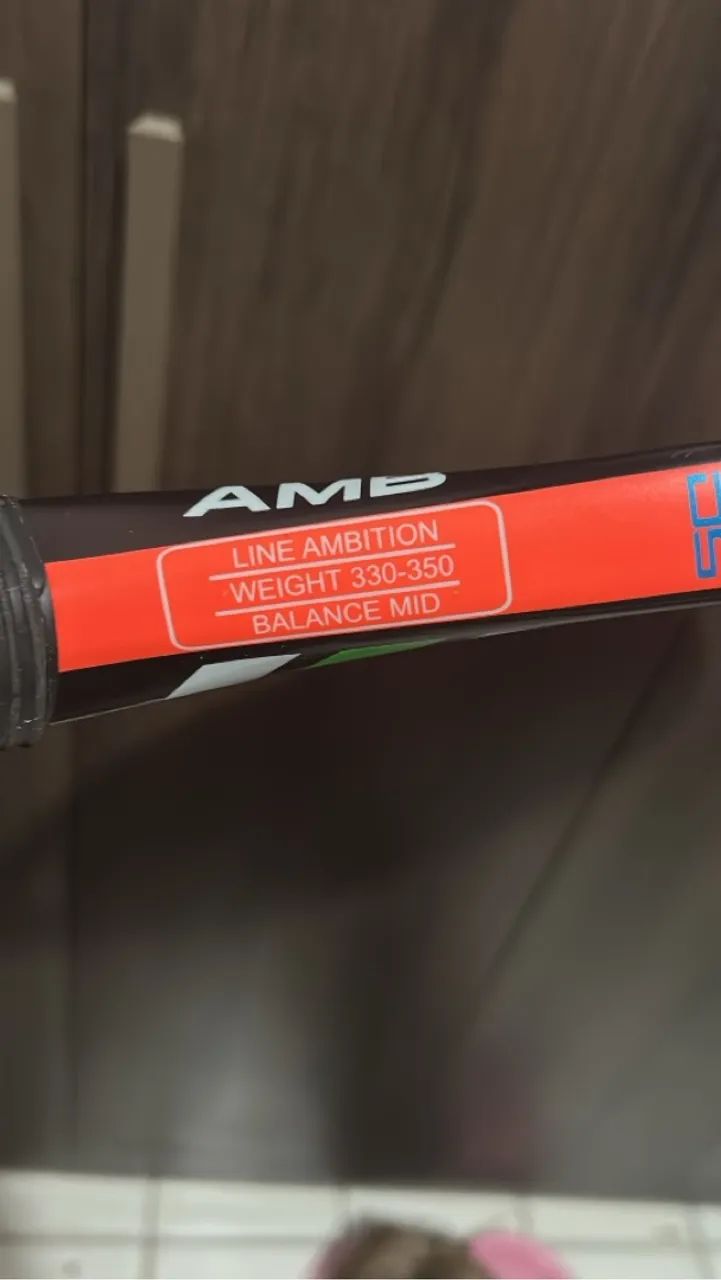 AMB
LINE AMBITION
WEIGHT 330-350
BALANCE MID